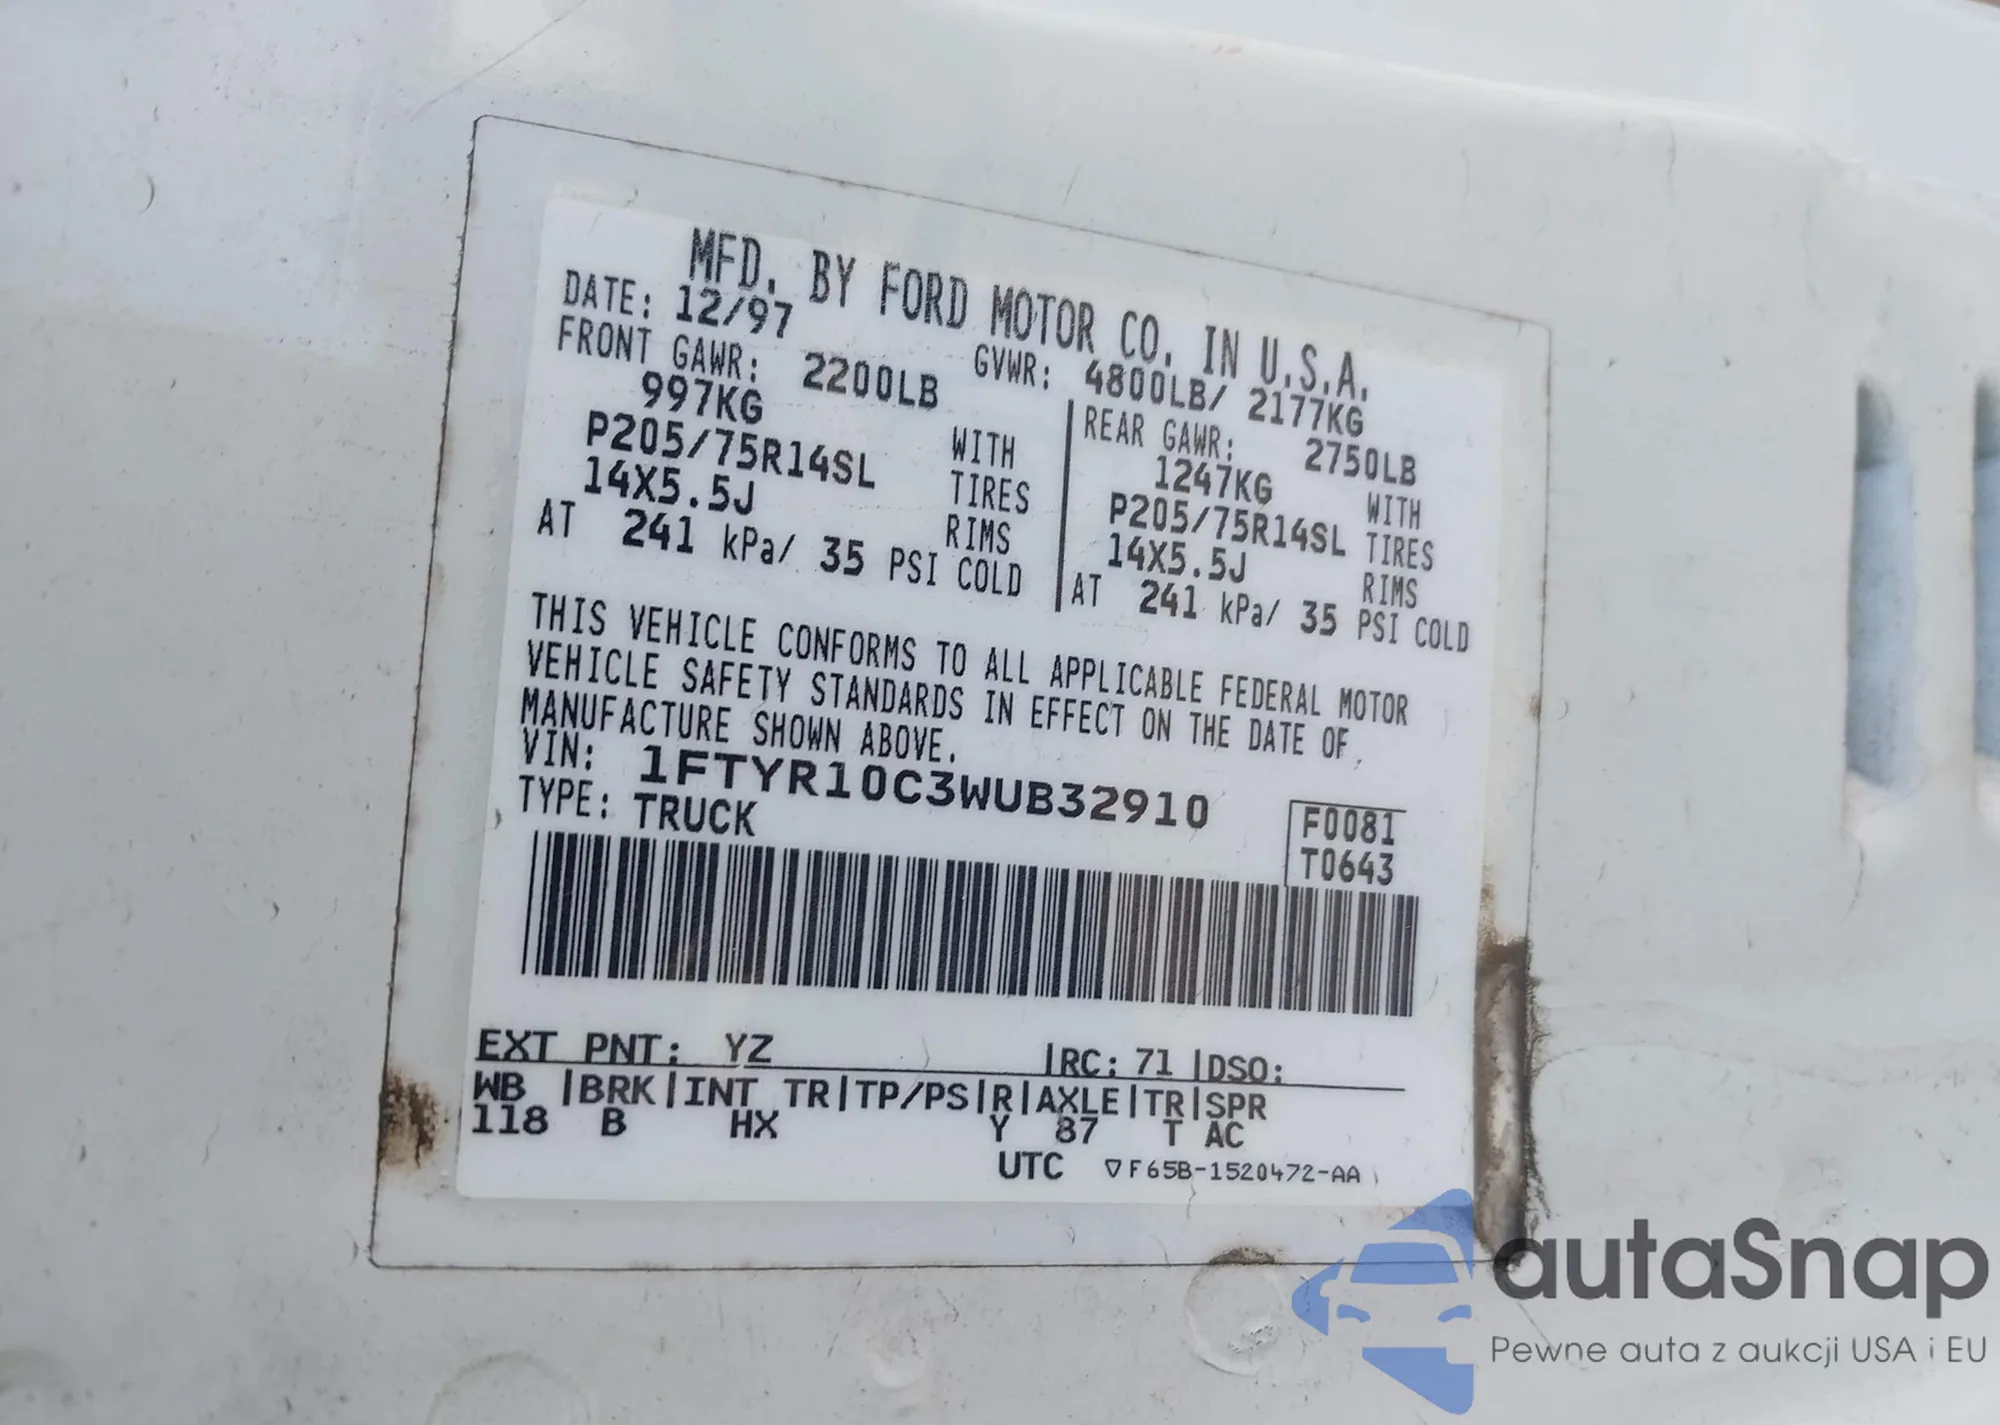 MFD. BY FORD MOTOR CO. IN U.S.A.
DATE: 12/97 GVWR: 4800LB/ 2177KG
FRONT GAWR: 2200LB
997KG WITH
P205/75R14SL TIRES
14X5.5J RIMS
AT 241 kPa/ 35 PSI COLD
REAR GAWR: 2750LB
1247KG WITH
P205/75R14SL TIRES
14X5.5J RIMS
AT 241 kPa/ 35 PSI COLD
THIS VEHICLE CONFORMS TO ALL APPLICABLE FEDERAL MOTOR
VEHICLE SAFETY STANDARDS IN EFFECT ON THE DATE OF
MANUFACTURE SHOWN ABOVE.
VIN: 1FTYR10C3WUB32910
TYPE: TRUCK
F0081
T0643
EXT PNT: YZ |RC: 71 |DSO:
WB |BRK|INT TR|TP/PS|R|AXLE|TR|SPR
118 B HX Y 87 T AC
UTC ▽F65B-1520472-AA
autaSnap
Pewne auta z aukcji USA i EU